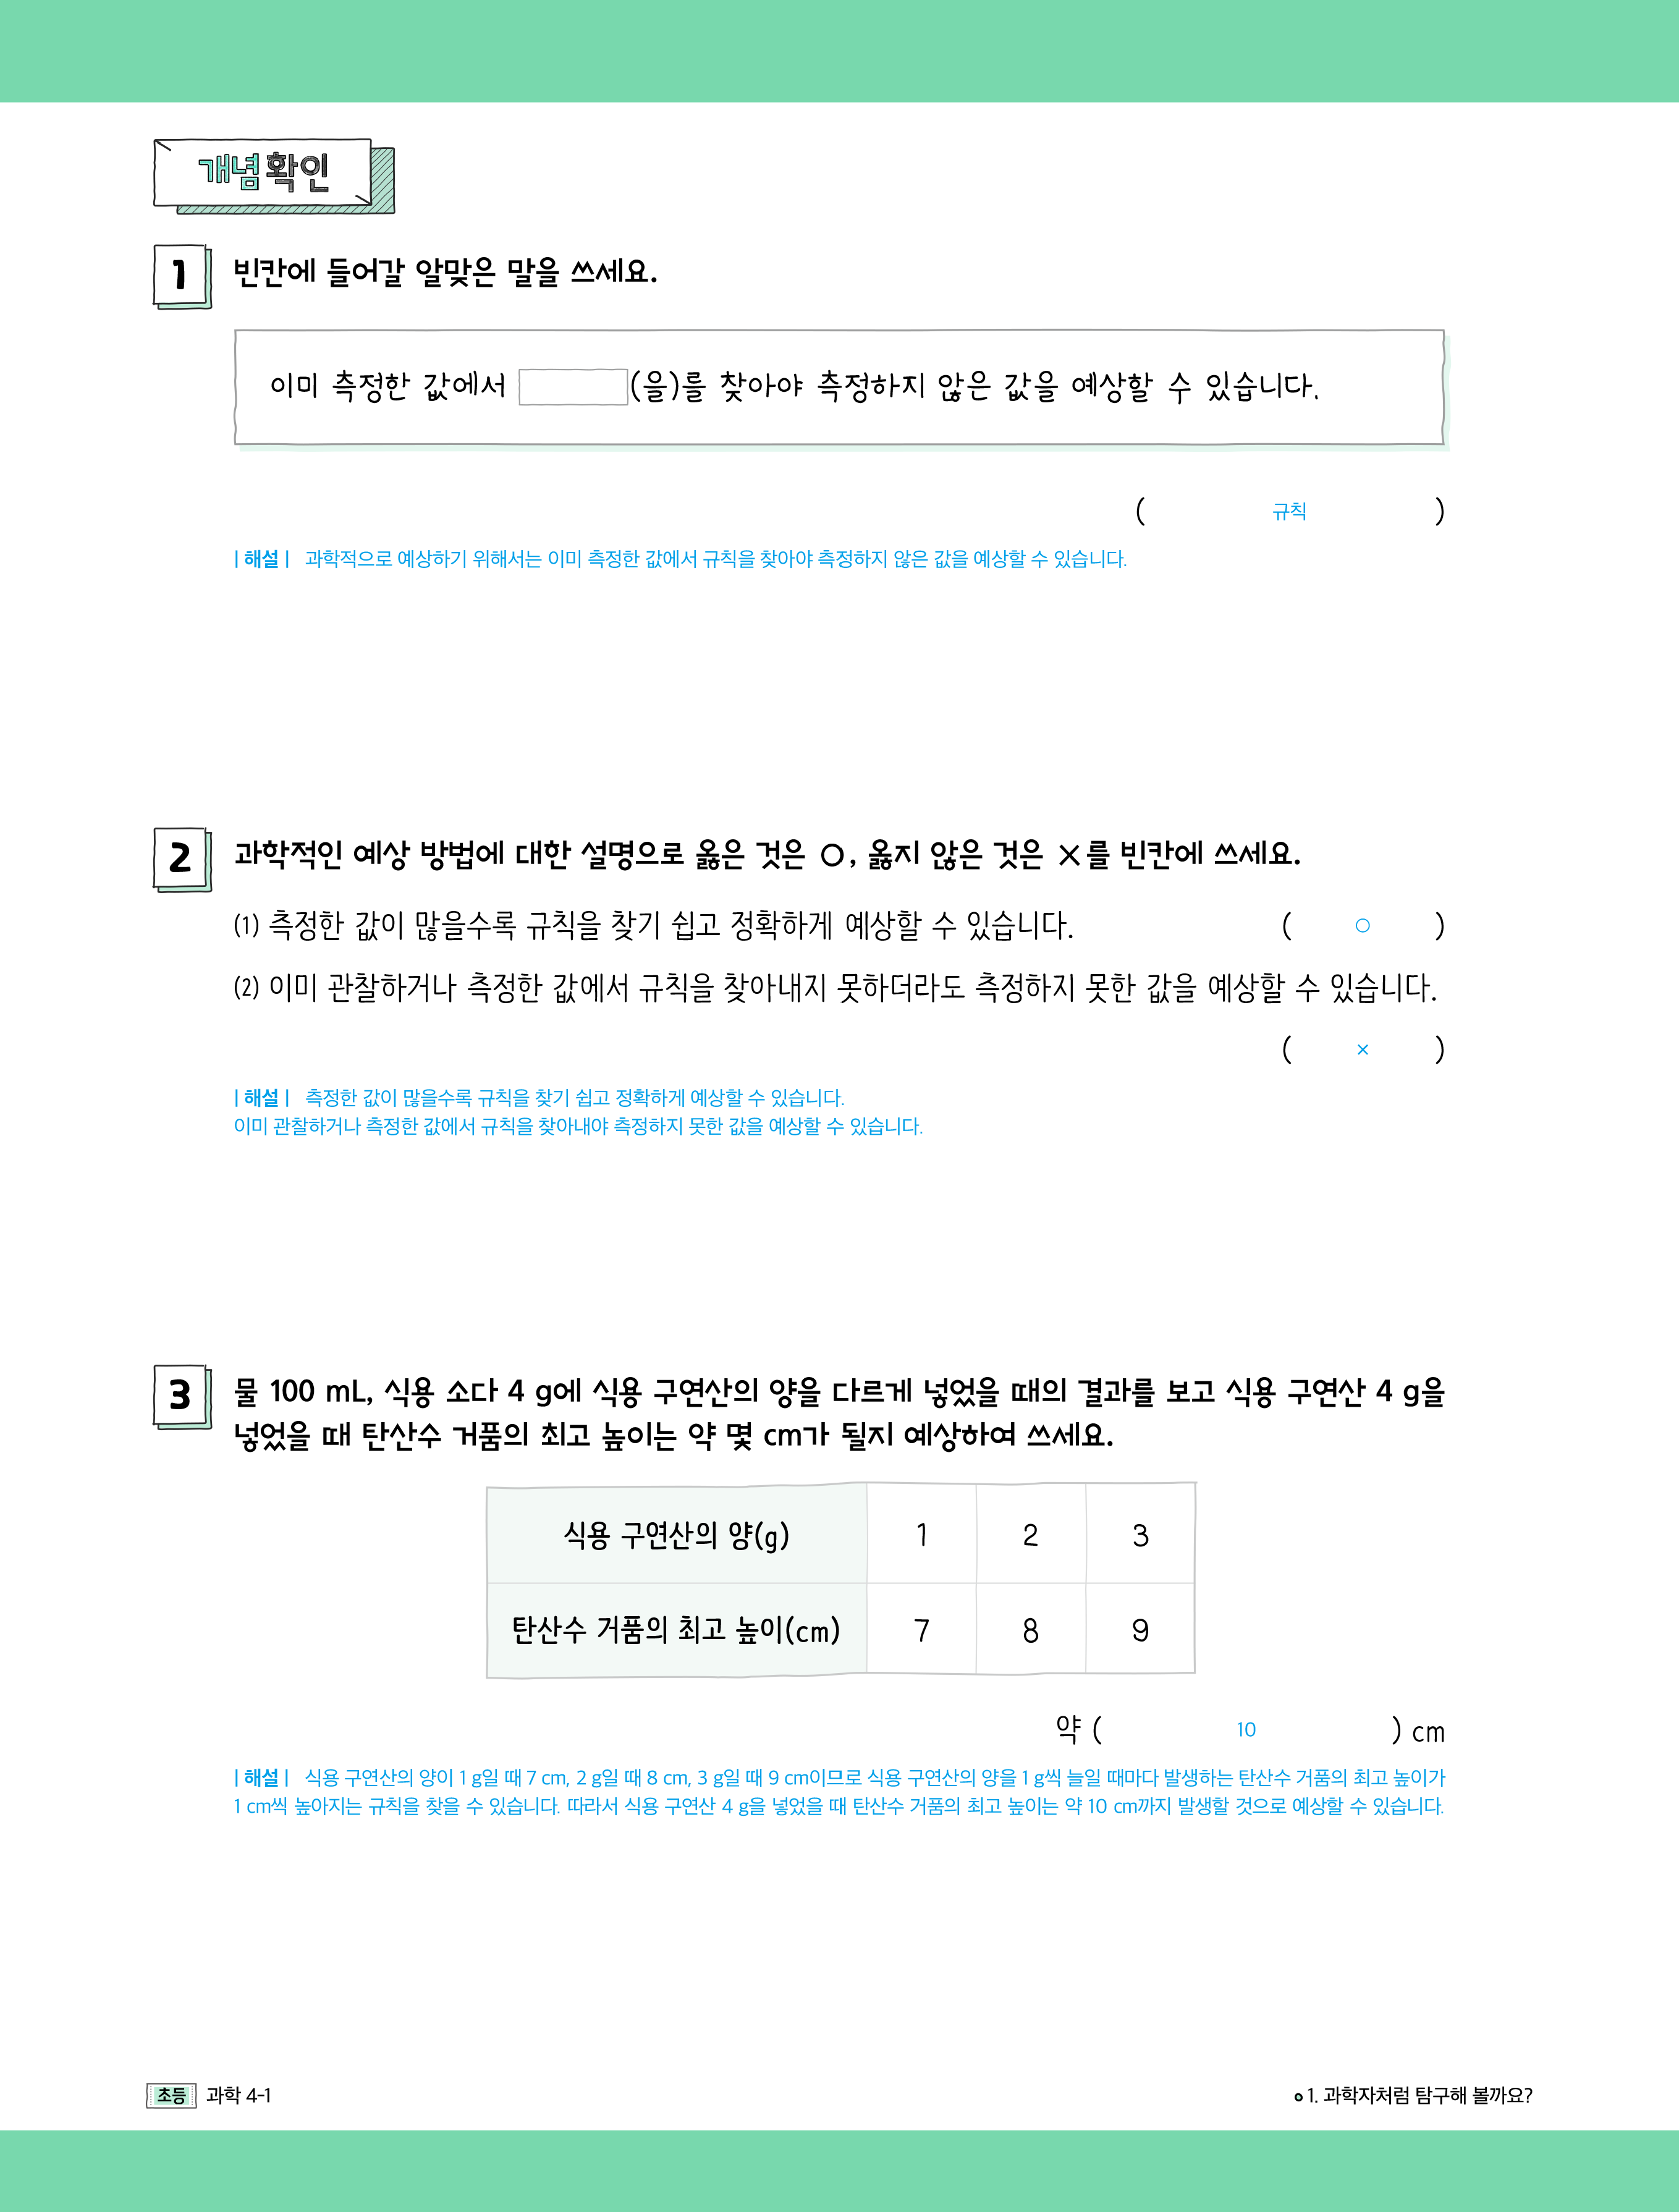 개념 확인
1 빈칸에 들어갈 알맞은 말을 쓰세요.
이미 측정한 값에서 (을)를 찾아야 측정하지 않은 값을 예상할 수 있습니다.
( 규칙 )
| 해설 | 과학적으로 예상하기 위해서는 이미 측정한 값에서 규칙을 찾아야 측정하지 않은 값을 예상할 수 있습니다.
2 과학적인 예상 방법에 대한 설명으로 옳은 것은 ○, 옳지 않은 것은 ×를 빈칸에 쓰세요.
(1) 측정한 값이 많을수록 규칙을 찾기 쉽고 정확하게 예상할 수 있습니다. ( ○ )
(2) 이미 관찰하거나 측정한 값에서 규칙을 찾아내지 못하더라도 측정하지 못한 값을 예상할 수 있습니다.
( × )
| 해설 | 측정한 값이 많을수록 규칙을 찾기 쉽고 정확하게 예상할 수 있습니다.
이미 관찰하거나 측정한 값에서 규칙을 찾아내야 측정하지 못한 값을 예상할 수 있습니다.
3 물 100 mL, 식용 소다 4 g에 식용 구연산의 양을 다르게 넣었을 때의 결과를 보고 식용 구연산 4 g을
넣었을 때 탄산수 거품의 최고 높이는 약 몇 cm가 될지 예상하여 쓰세요.
식용 구연산의 양(g) 1 2 3
탄산수 거품의 최고 높이(cm) 7 8 9
약 ( 10 ) cm
| 해설 | 식용 구연산의 양이 1 g일 때 7 cm, 2 g일 때 8 cm, 3 g일 때 9 cm이므로 식용 구연산의 양을 1 g씩 늘일 때마다 발생하는 탄산수 거품의 최고 높이가
1 cm씩 높아지는 규칙을 찾을 수 있습니다. 따라서 식용 구연산 4 g을 넣었을 때 탄산수 거품의 최고 높이는 약 10 cm까지 발생할 것으로 예상할 수 있습니다.
초등 과학 4-1
1. 과학자처럼 탐구해 볼까요?